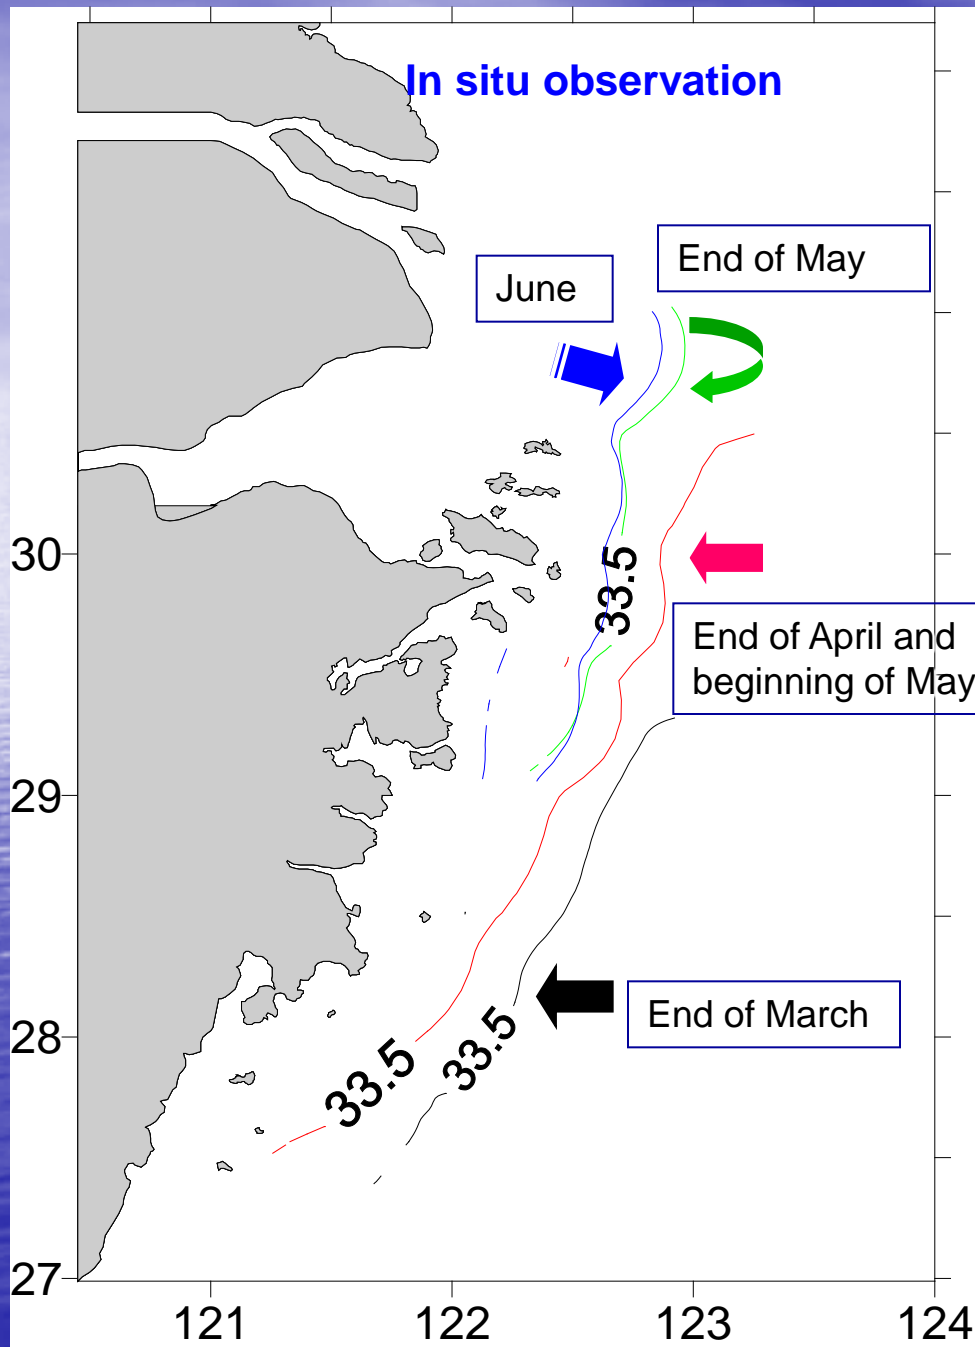 In situ observation
End of May
June
30
33.5
End of April and
beginning of May
29
End of March
28
33.5
33.5
27
121
122
123
124